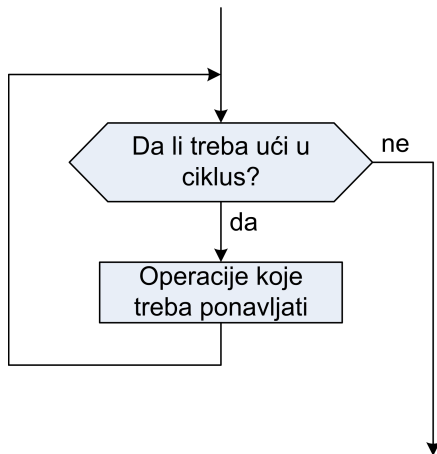 Da li treba ući u
ciklus?
ne
da
Operacije koje
treba ponavljati